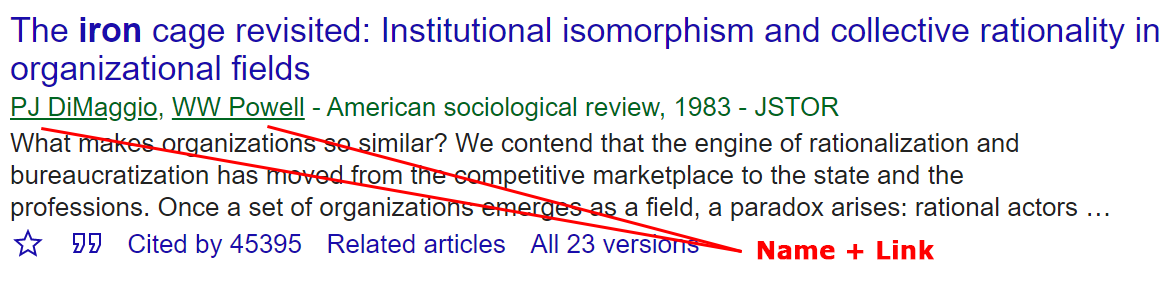 The iron cage revisited: Institutional isomorphism and collective rationality in
organizational fields
PJ DiMaggio, WW Powell - American sociological review, 1983 - JSTOR
What makes organizations so similar? We contend that the engine of rationalization and
bureaucratization has moved from the competitive marketplace to the state and the
professions. Once a set of organizations emerges as a field, a paradox arises: rational actors …
Cited by 45395 Related articles All 23 versions
Name + Link